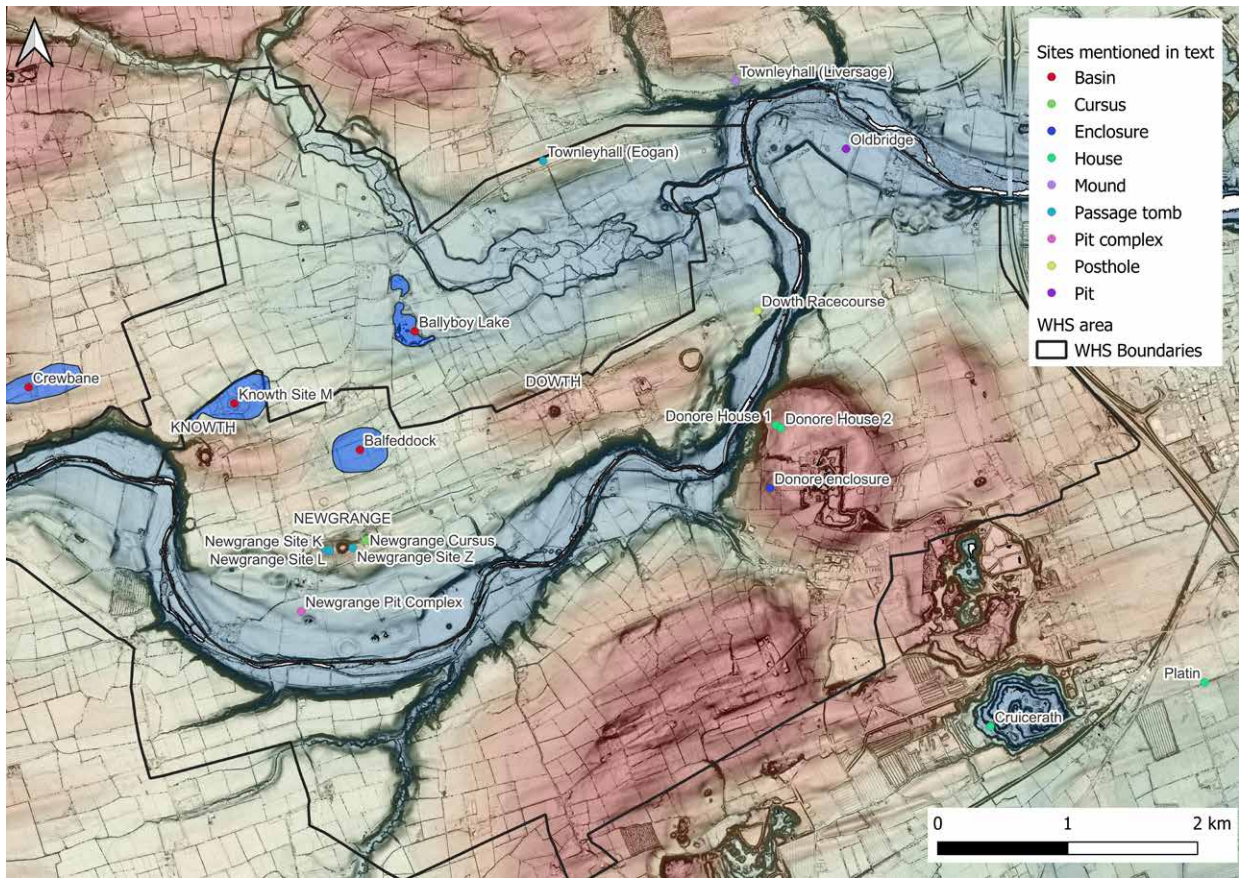 Townleyhall (Liversage)
Oldbridge
Townleyhall (Eogan)
Dowth Racecourse
Ballyboy Lake
Crewbane
DOWTH
Knowth Site M
KNOWTH
Donore House 1
Donore House 2
Balfeddock
Donore enclosure
NEWGRANGE
Newgrange Site K
Newgrange Cursus
Newgrange Site L
Newgrange Site Z
Newgrange Pit Complex
Platin
Cruicerath
Sites mentioned in text
Basin
Cursus
Enclosure
House
Mound
Passage tomb
Pit complex
Posthole
Pit
WHS area
WHS Boundaries
0 1 2 km